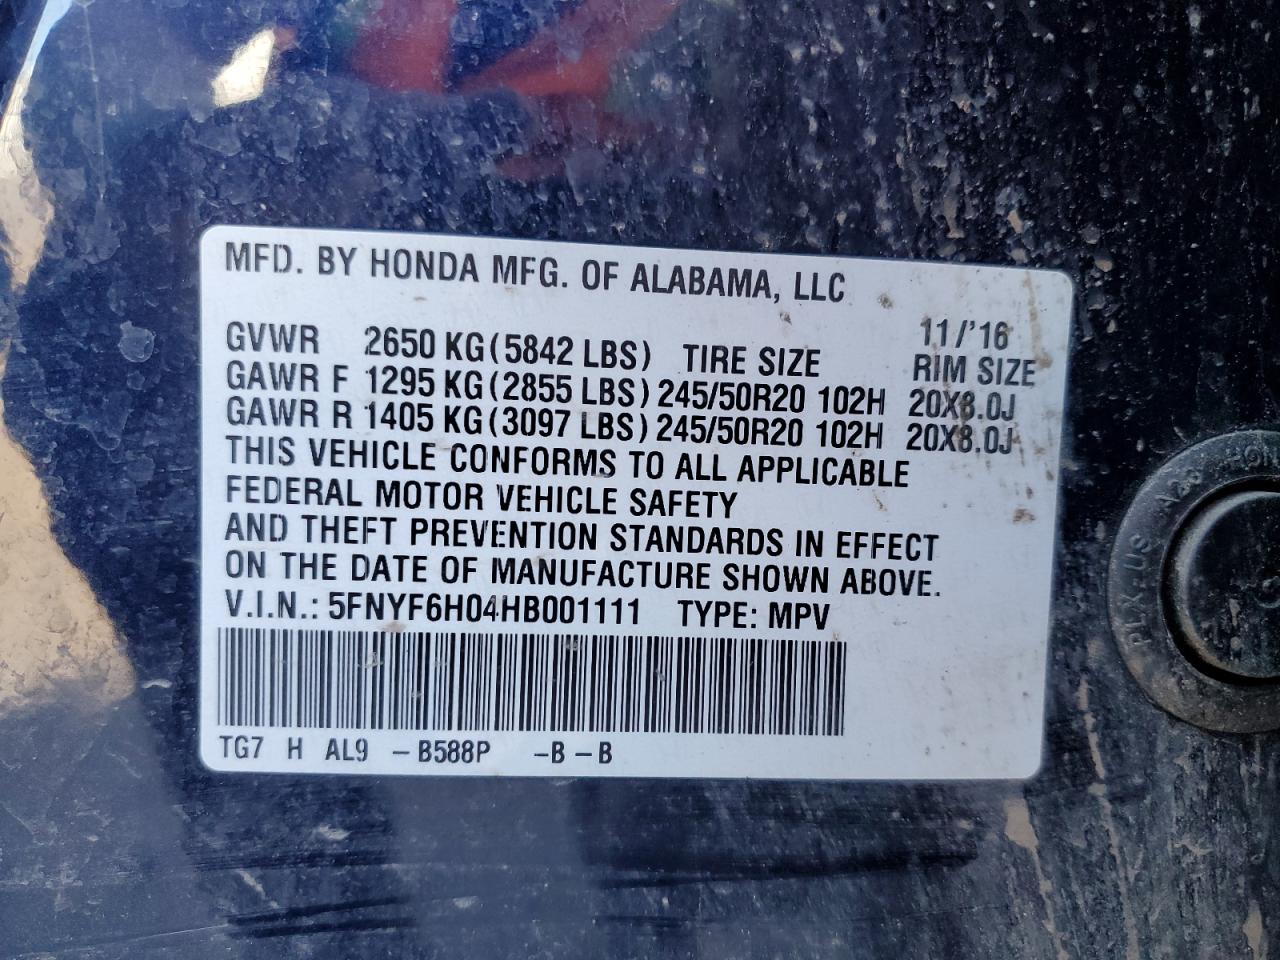 MFD. BY HONDA MFG. OF ALABAMA, LLC
11/'16
GVWR 2650 KG (5842 LBS) TIRE SIZE RIM SIZE
GAWR F 1295 KG (2855 LBS) 245/50R20 102H 20X8.0J
GAWR R 1405 KG (3097 LBS) 245/50R20 102H 20X8.0J
THIS VEHICLE CONFORMS TO ALL APPLICABLE
FEDERAL MOTOR VEHICLE SAFETY
AND THEFT PREVENTION STANDARDS IN EFFECT
ON THE DATE OF MANUFACTURE SHOWN ABOVE.
V.I.N.: 5FNYF6H04HB001111 TYPE: MPV
TG7 H AL9 -B588P -B -B
PLX-US